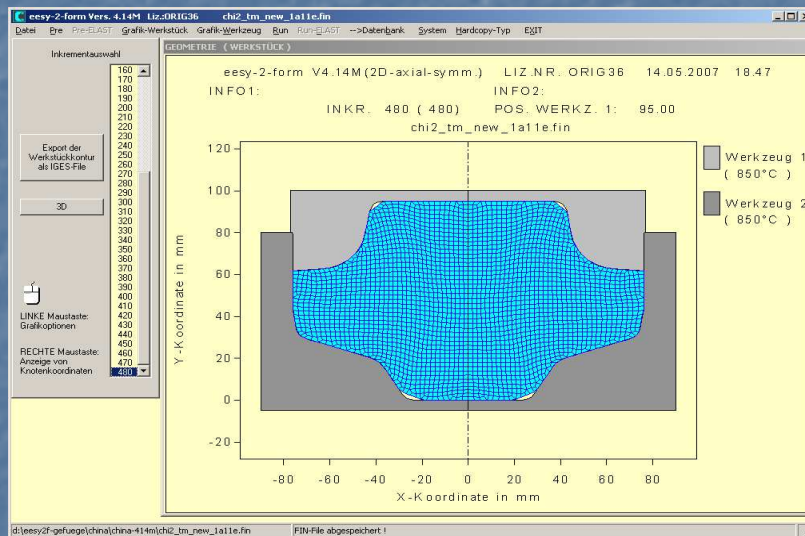 eesy-2-form Vers. 4.14M Liz.:ORIG36 chi2_tm_new_1a11e.fin
Datei Pre Pre-ELAST Grafik-Werkstück Grafik-Werkzeug Run Run-ELAST -->Datenbank System Hardcopy-Typ EXIT
Inkrementauswahl
160
170
180
190
200
210
220
230
240
250
260
270
280
290
300
310
320
330
340
350
360
370
380
390
400
410
420
430
440
450
460
470
480
Export der
Werkstückkontur
als IGES-File
3D
LINKE Maustaste:
Grafikoptionen
RECHTE Maustaste:
Anzeige von
Knotenkoordinaten
GEOMETRIE ( WERKSTÜCK )
eesy-2-form V4.14M(2D-axial-symm.) LIZ.NR. ORIG36 14.05.2007 18.47
INFO1: INFO2:
INKR. 480 ( 480) POS. WERKZ. 1: 95.00
chi2_tm_new_1a11e.fin
120
100
80
60
40
20
0
-20
Y-Koordinate in mm
-80 -60 -40 -20 0 20 40 60 80
X-Koordinate in mm
Werkzeug 1
( 850°C )
Werkzeug 2
( 850°C )
d:\eesy2f-gefuege\china\china-414m\chi2_tm_new_1a11e.fin FIN-File abgespeichert !